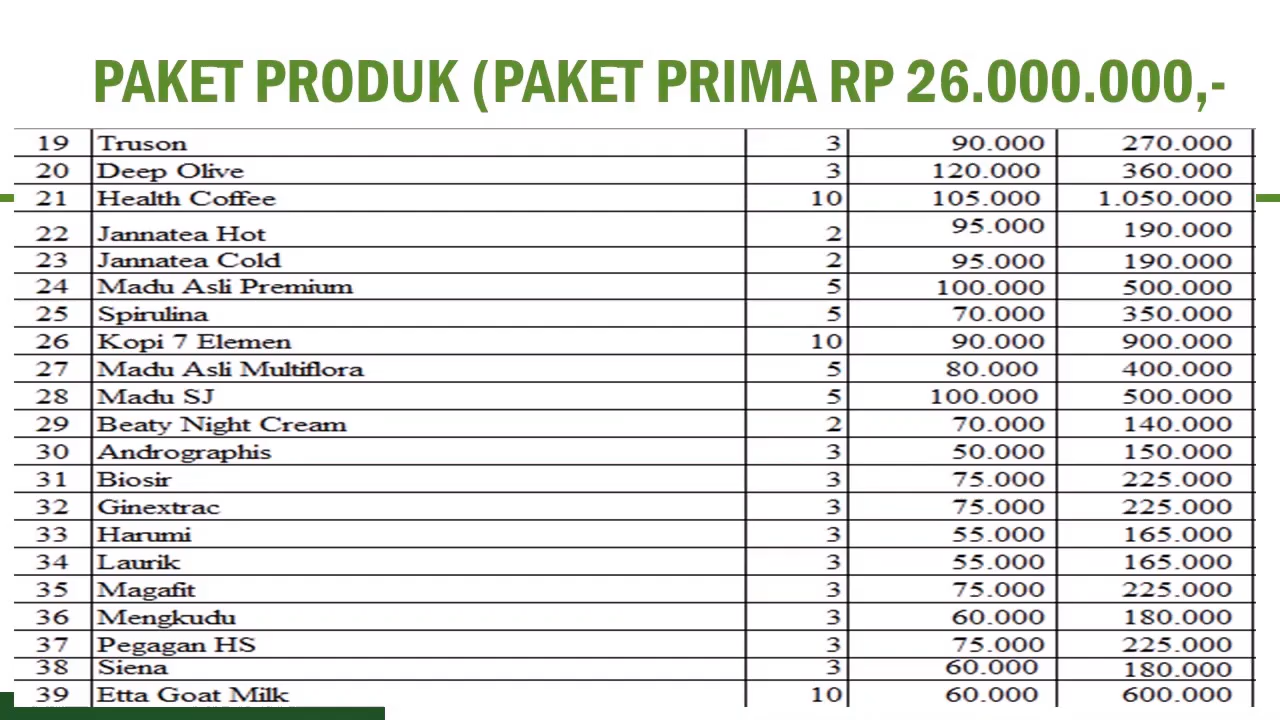 PAKET PRODUK (PAKET PRIMA RP 26.000.000,-
19 Truson 3 90.000 270.000
20 Deep Olive 3 120.000 360.000
21 Health Coffee 10 105.000 1.050.000
22 Jannatea Hot 2 95.000 190.000
23 Jannatea Cold 2 95.000 190.000
24 Madu Asli Premium 5 100.000 500.000
25 Spirulina 5 70.000 350.000
26 Kopi 7 Elemen 10 90.000 900.000
27 Madu Asli Multiflora 5 80.000 400.000
28 Madu SJ 5 100.000 500.000
29 Beaty Night Cream 2 70.000 140.000
30 Andrographis 3 50.000 150.000
31 Biosir 3 75.000 225.000
32 Ginextrac 3 75.000 225.000
33 Harumi 3 55.000 165.000
34 Laurik 3 55.000 165.000
35 Magafit 3 75.000 225.000
36 Mengkudu 3 60.000 180.000
37 Pegagan HS 3 75.000 225.000
38 Siena 3 60.000 180.000
39 Etta Goat Milk 10 60.000 600.000